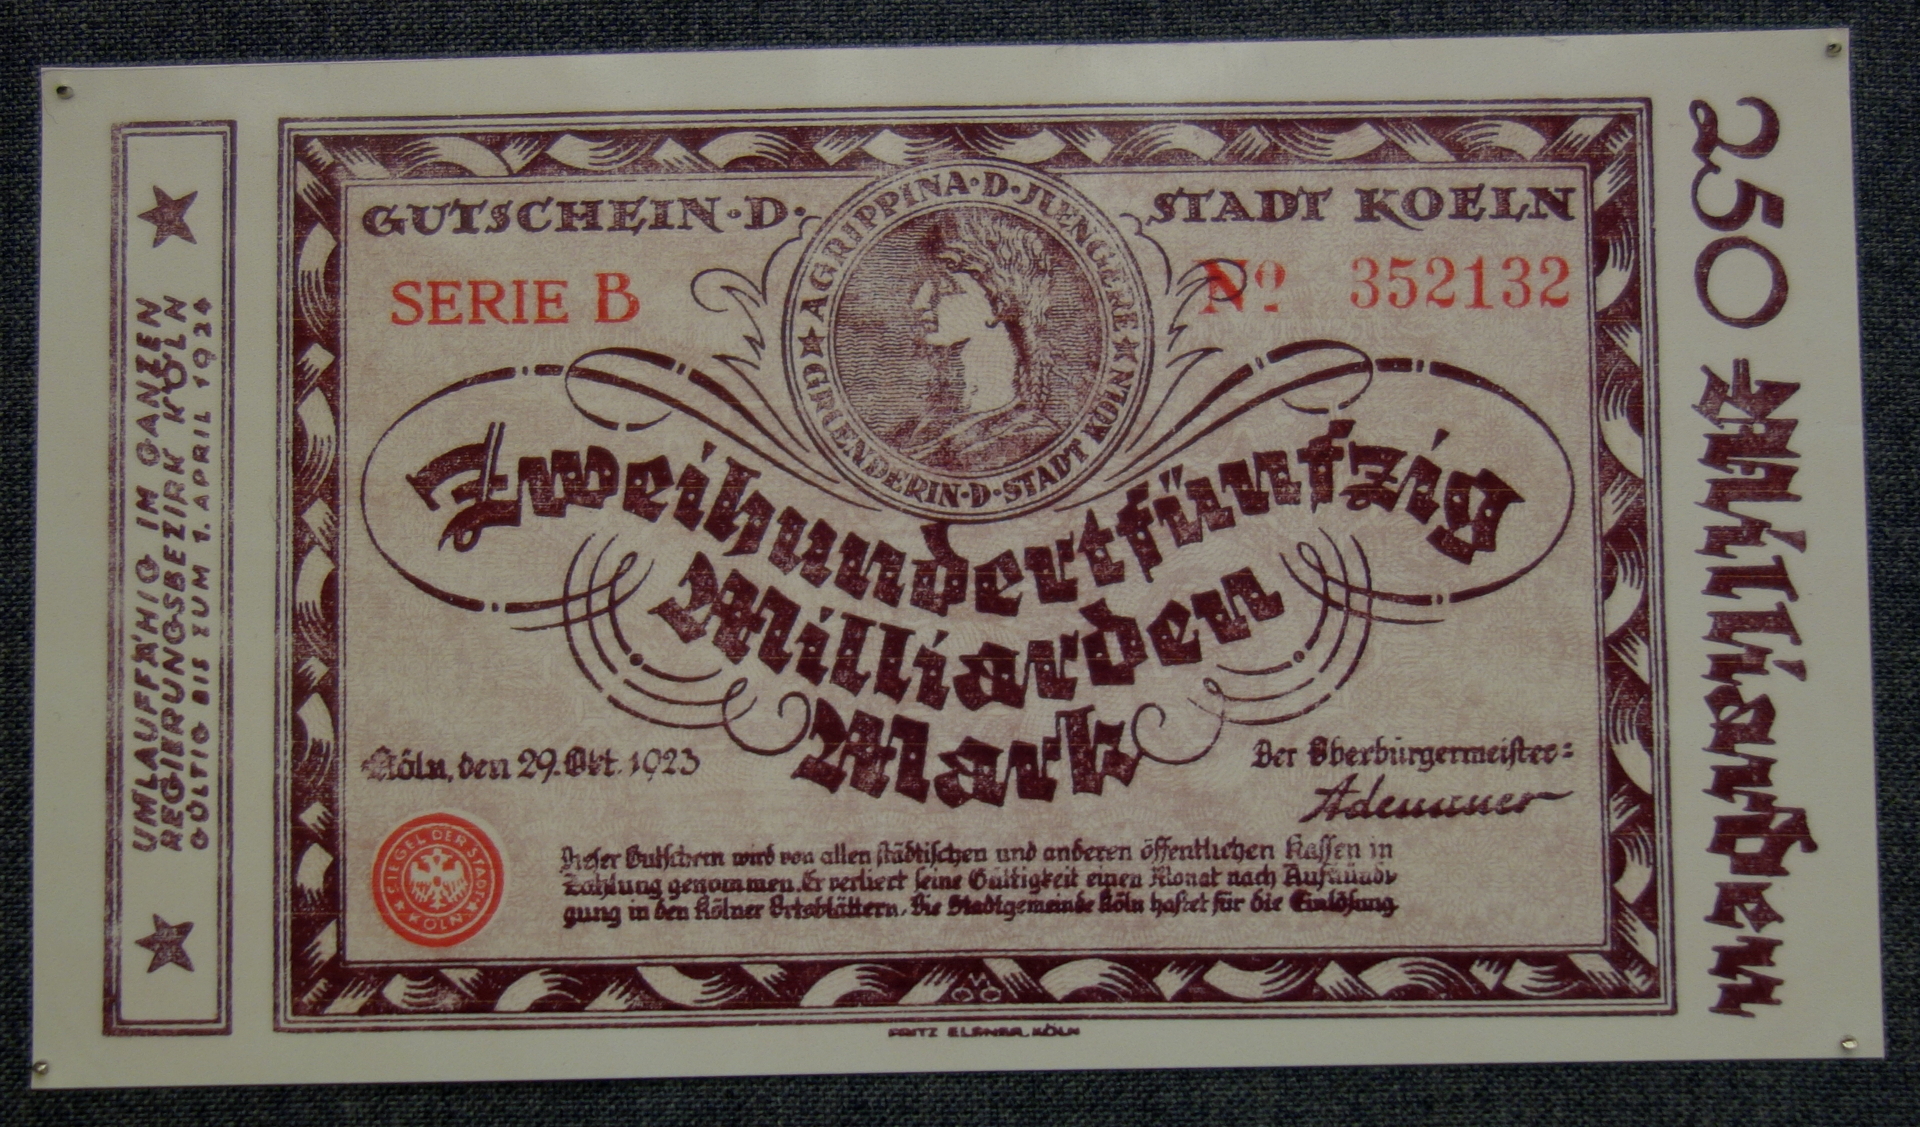 GUTSCHEIN·D· STADT KOELN
SERIE B
Nº 352132
AGRIPPINA·D·JUENGERE
★ GRUENDERIN·D·STADT KÖLN ★
Zweihundertfünfzig
Milliarden
Mark
Köln, den 29. Okt. 1923
Der Oberbürgermeister:
Adenauer
Dieser Gutschein wird von allen städtischen und anderen öffentlichen Kassen in
Zahlung genommen. Er verliert seine Gültigkeit einen Monat nach Aufkündi-
gung in den Kölner Ortsblättern. Die Stadtgemeinde Köln haftet für die Einlösung
SIEGEL DER STADT
★ KÖLN ★
FRITZ ELSNER, KÖLN
UMLAUFFÄHIG IM GANZEN
REGIERUNGSBEZIRK KÖLN
GÜLTIG BIS ZUM 1. APRIL 1924
250 Milliarden